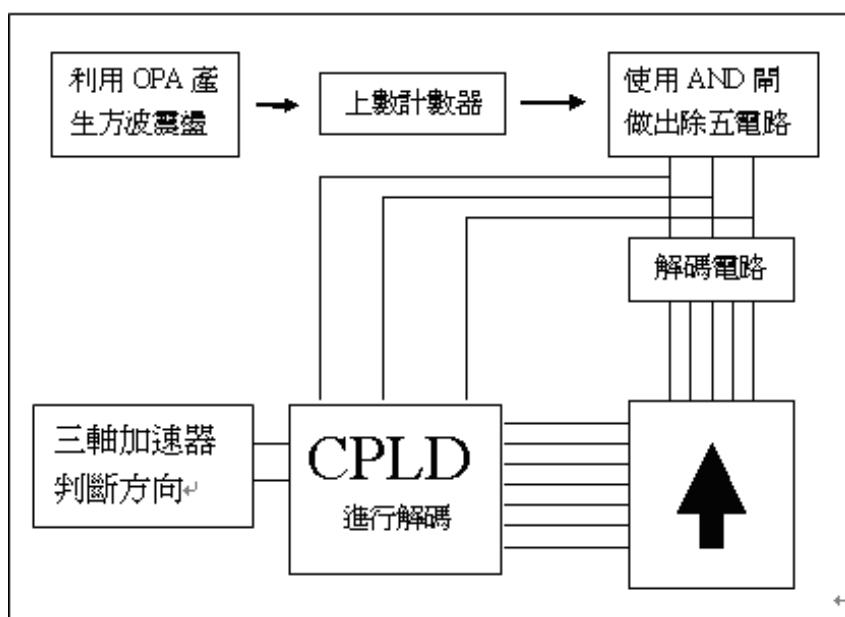 利用 OPA 產
生方波震盪
上數計數器
使用 AND 閘
做出除五電路
解碼電路
三軸加速器
判斷方向
CPLD
進行解碼